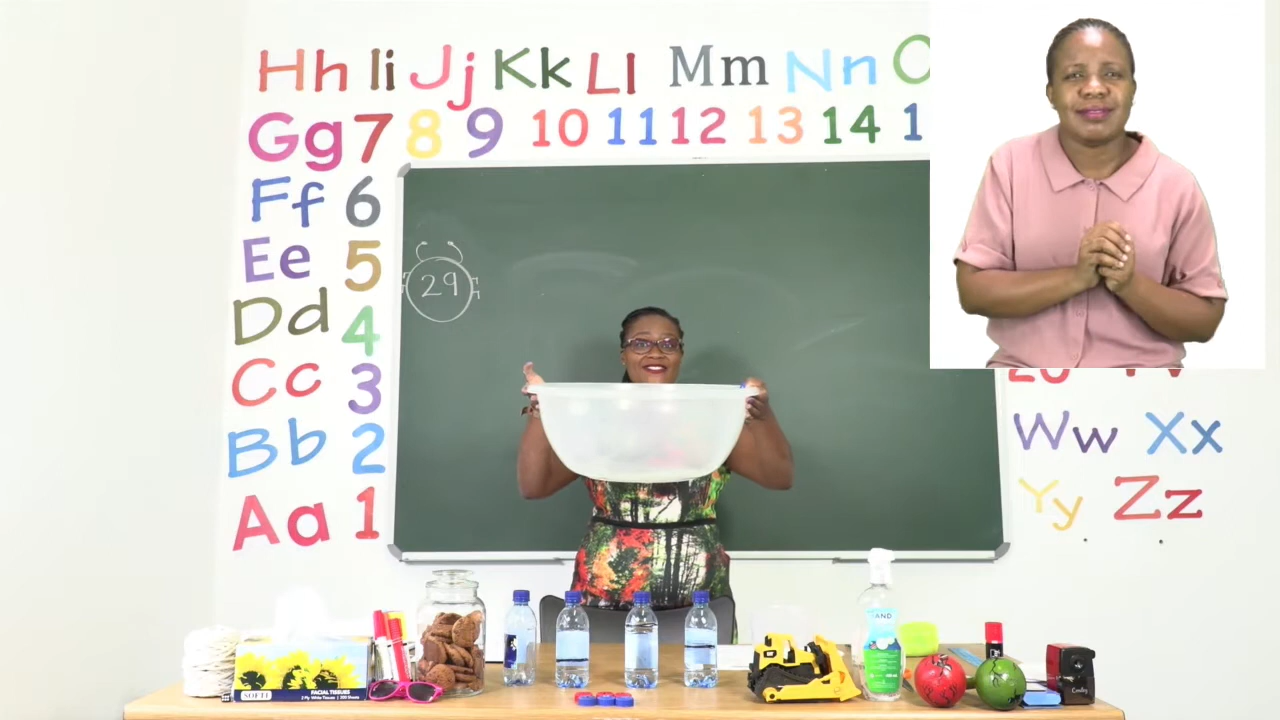 Hh Ii Jj Kk Ll Mm Nn
Gg 7 8 9 10 11 12 13 14
Ff 6
Ee 5
29
Dd 4
Cc 3
Bb 2
Ww Xx
Aa 1
Yy Zz
SOFTI
FACIAL TISSUES
HAND